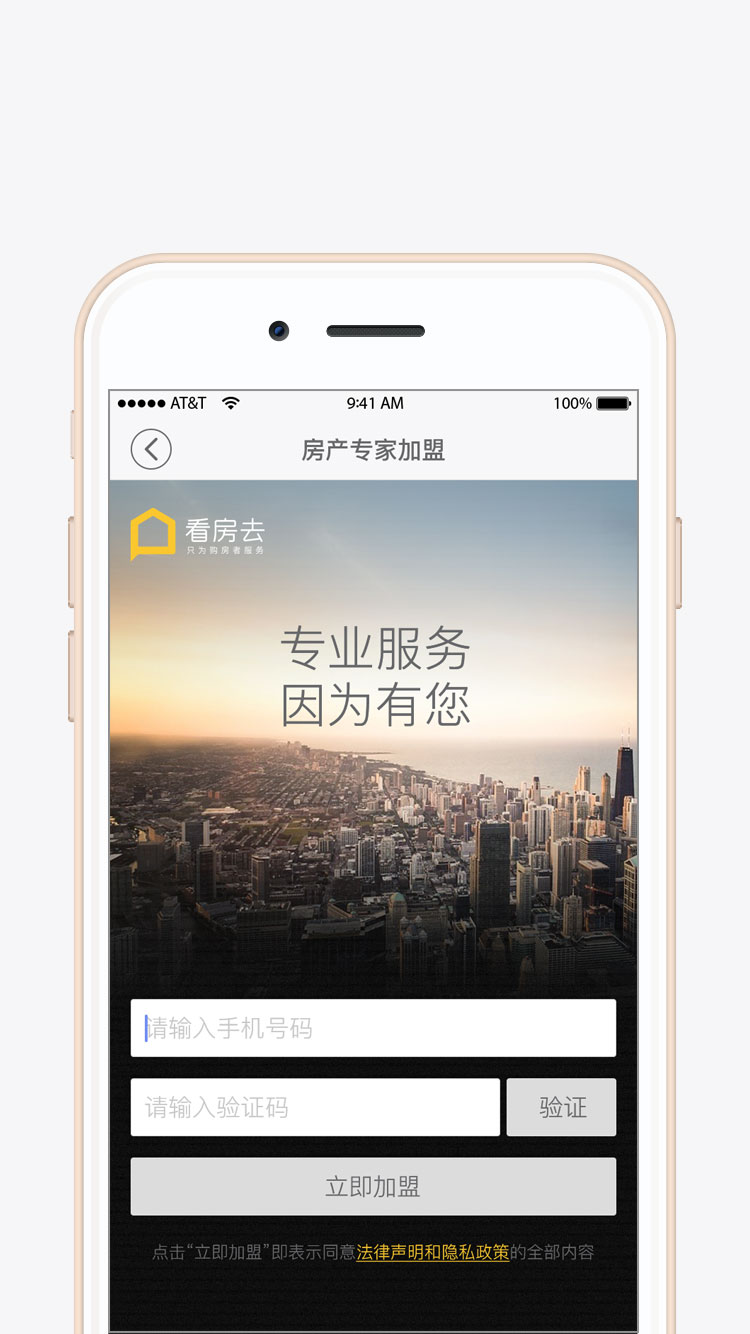 AT&T 9:41 AM 100%
房产专家加盟
看房去
只为购房者服务
专业服务
因为有您
请输入手机号码
请输入验证码 验证
立即加盟
点击“立即加盟”即表示同意法律声明和隐私政策的全部内容